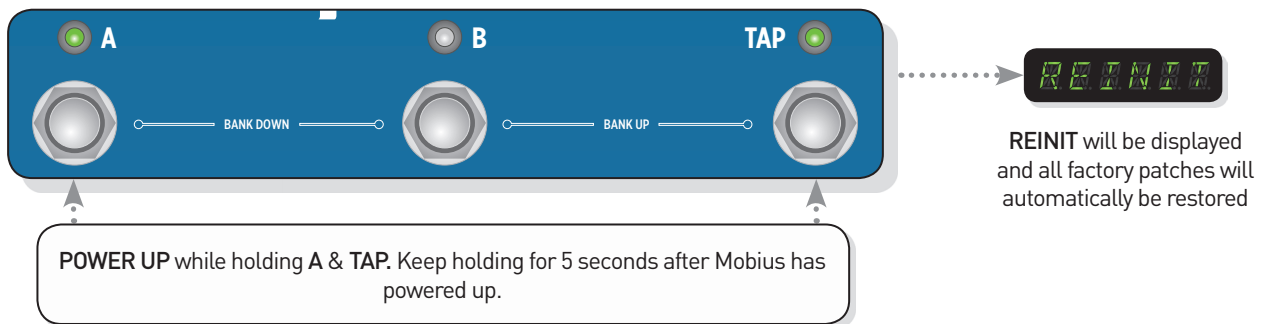 A
B
TAP
BANK DOWN
BANK UP
REINIT
REINIT will be displayed
and all factory patches will
automatically be restored
POWER UP while holding A & TAP. Keep holding for 5 seconds after Mobius has
powered up.